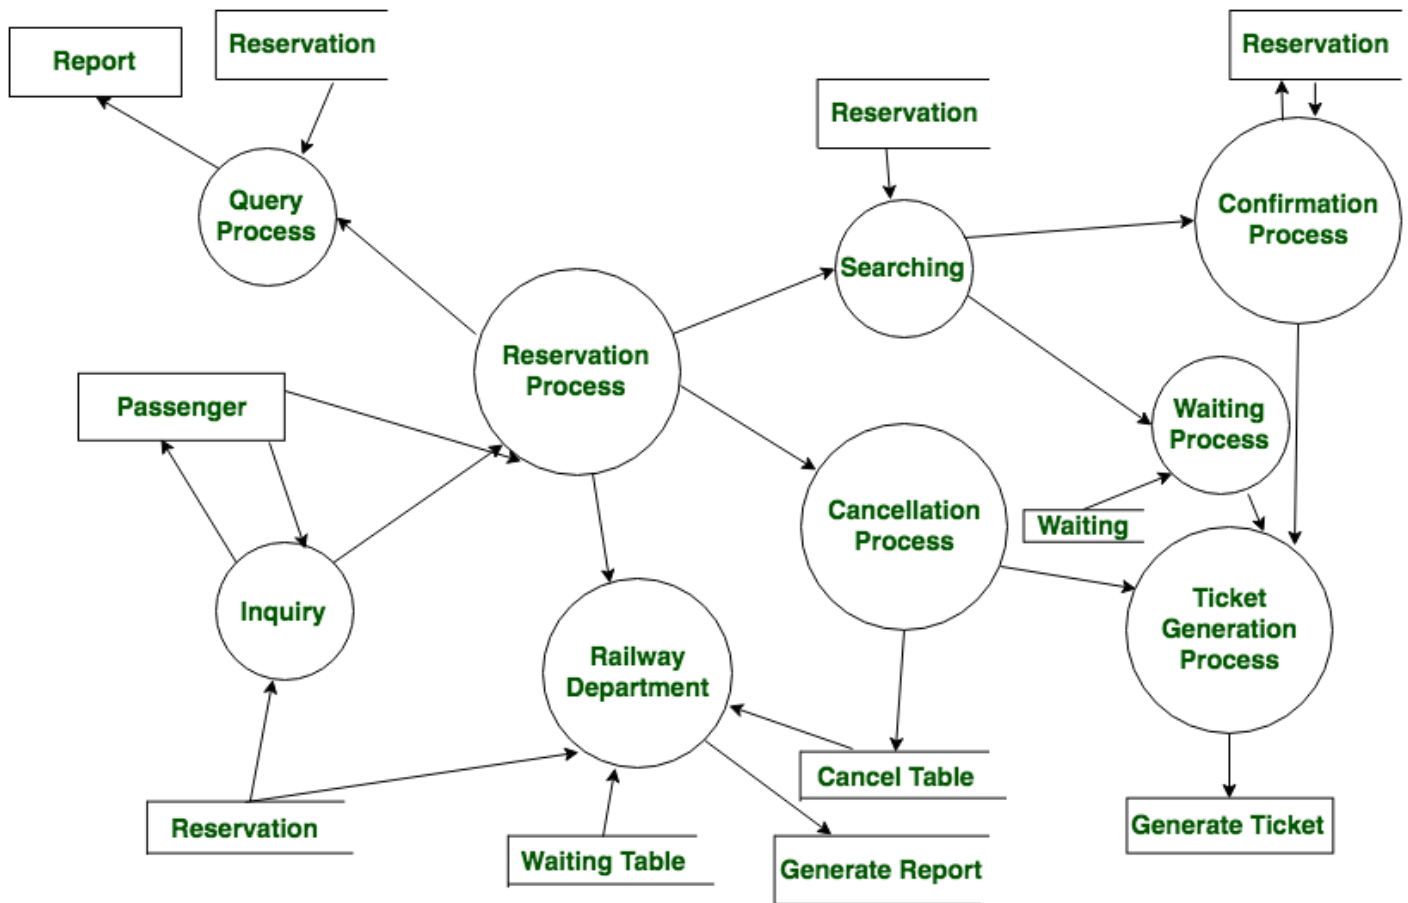 Report
Reservation
Reservation
Reservation
Query
Process
Confirmation
Process
Searching
Reservation
Process
Passenger
Waiting
Process
Cancellation
Process
Waiting
Inquiry
Ticket
Generation
Process
Railway
Department
Cancel Table
Reservation
Generate Ticket
Waiting Table
Generate Report